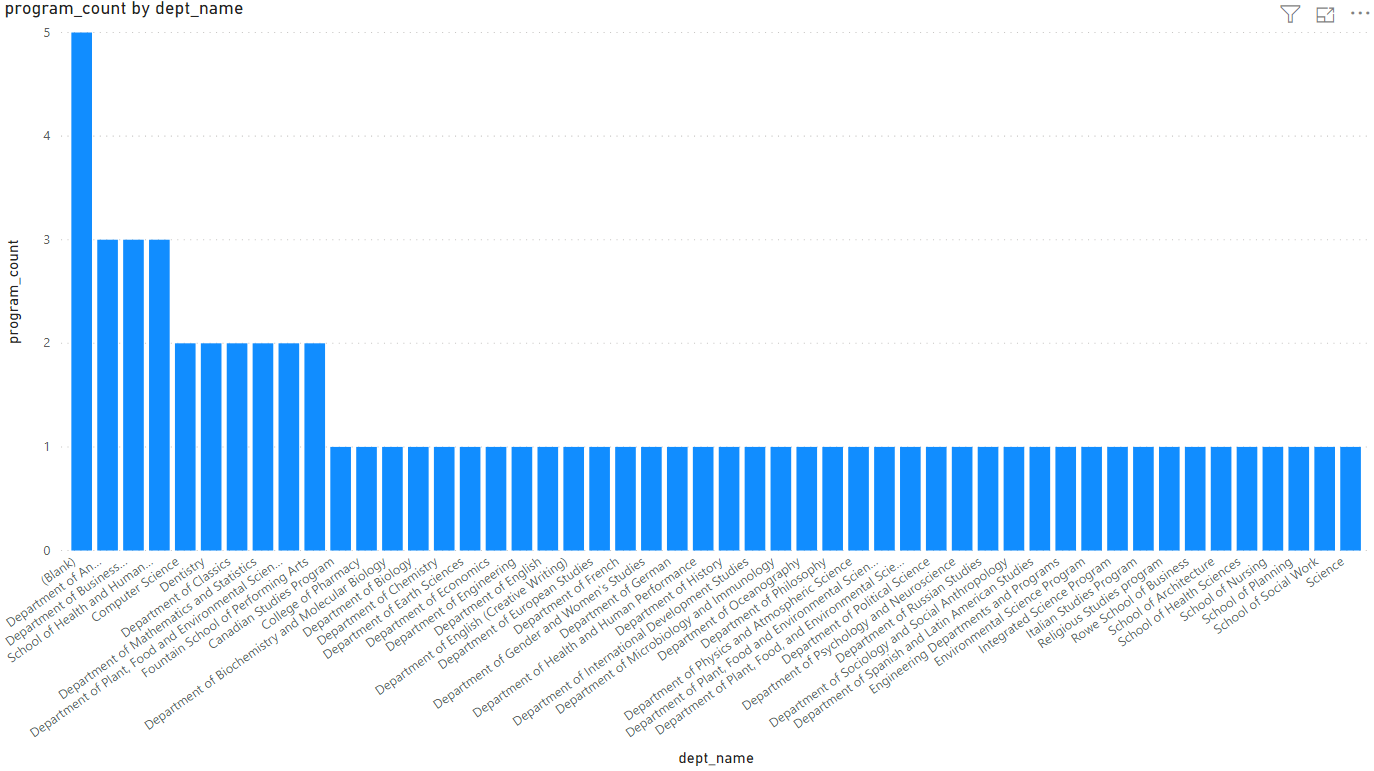 program_count by dept_name
program_count
5
4
3
2
1
0
(Blank)
Department of An...
Department of Business...
School of Health and Human...
Computer Science
Dentistry
Department of Classics
Department of Mathematics and Statistics
Department of Plant, Food and Environmental Scien...
Fountain School of Performing Arts
Canadian Studies Program
College of Pharmacy
Department of Biochemistry and Molecular Biology
Department of Biology
Department of Chemistry
Department of Earth Sciences
Department of Economics
Department of Engineering
Department of English
Department of English (Creative Writing)
Department of European Studies
Department of French
Department of Gender and Women's Studies
Department of German
Department of Health and Human Performance
Department of History
Department of International Development Studies
Department of Microbiology and Immunology
Department of Oceanography
Department of Philosophy
Department of Physics and Atmospheric Science
Department of Plant, Food and Environmental Scien...
Department of Plant, Food, and Environmental Scie...
Department of Political Science
Department of Psychology and Neuroscience
Department of Russian Studies
Department of Sociology and Social Anthropology
Department of Spanish and Latin American Studies
Engineering Departments and Programs
Environmental Science Program
Integrated Science Program
Italian Studies Program
Religious Studies program
Rowe School of Business
School of Architecture
School of Health Sciences
School of Nursing
School of Planning
School of Social Work
Science
dept_name